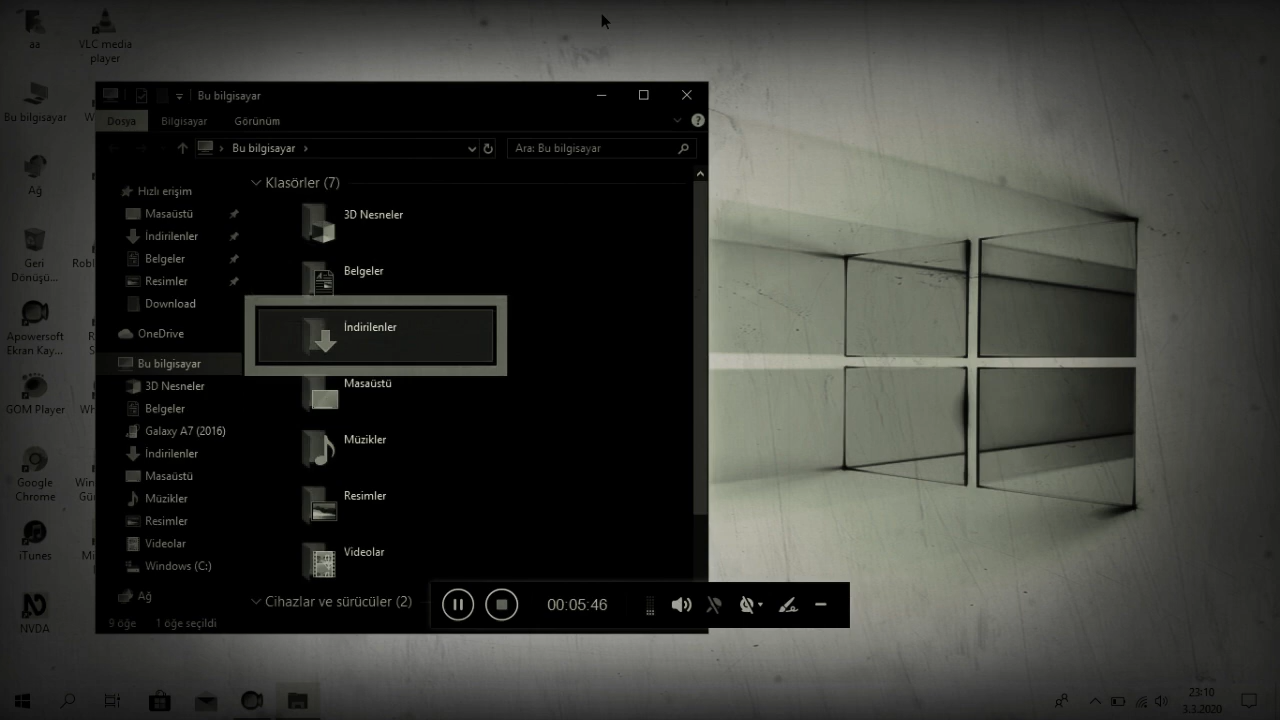 aa
VLC media
player
Bu bilgisayar
Ağ
Geri
Dönüşü...
Apowersoft
Ekran Kay...
GOM Player
Google
Chrome
iTunes
NVDA
Bu bilgisayar
Dosya
Bilgisayar
Görünüm
?
Bu bilgisayar
Ara: Bu bilgisayar
Hızlı erişim
Masaüstü
İndirilenler
Belgeler
Resimler
Download
OneDrive
Bu bilgisayar
3D Nesneler
Belgeler
Galaxy A7 (2016)
İndirilenler
Masaüstü
Müzikler
Resimler
Videolar
Windows (C:)
Ağ
Klasörler (7)
3D Nesneler
Belgeler
İndirilenler
Masaüstü
Müzikler
Resimler
Videolar
Cihazlar ve sürücüler (2)
9 öğe
1 öğe seçildi
00:05:46
23:10
3.3.2020